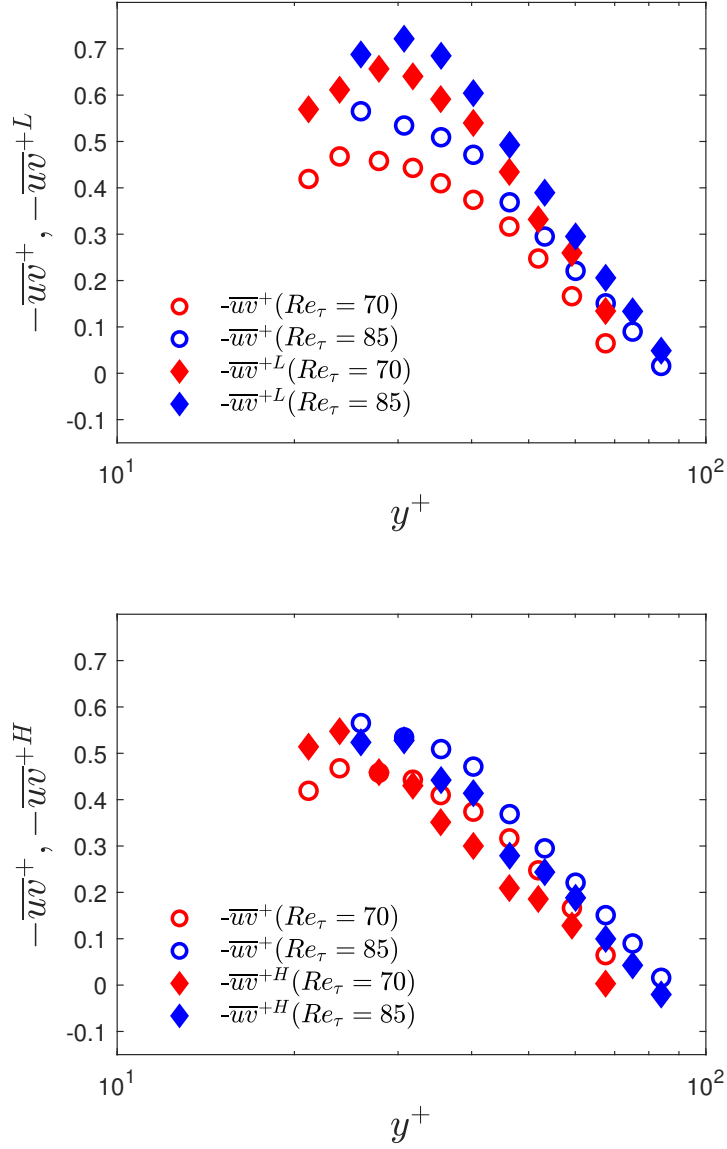 0.7
0.6
0.5
0.4
0.3
0.2
0.1
0
-0.1
$-\overline{uv}^{+}, -\overline{uv}^{+L}$
-$\overline{uv}^{+}(Re_\tau = 70)$
-$\overline{uv}^{+}(Re_\tau = 85)$
-$\overline{uv}^{+L}(Re_\tau = 70)$
-$\overline{uv}^{+L}(Re_\tau = 85)$
$10^{1}$ $10^{2}$
$y^{+}$
0.7
0.6
0.5
0.4
0.3
0.2
0.1
0
-0.1
$-\overline{uv}^{+}, -\overline{uv}^{+H}$
-$\overline{uv}^{+}(Re_\tau = 70)$
-$\overline{uv}^{+}(Re_\tau = 85)$
-$\overline{uv}^{+H}(Re_\tau = 70)$
-$\overline{uv}^{+H}(Re_\tau = 85)$
$10^{1}$ $10^{2}$
$y^{+}$